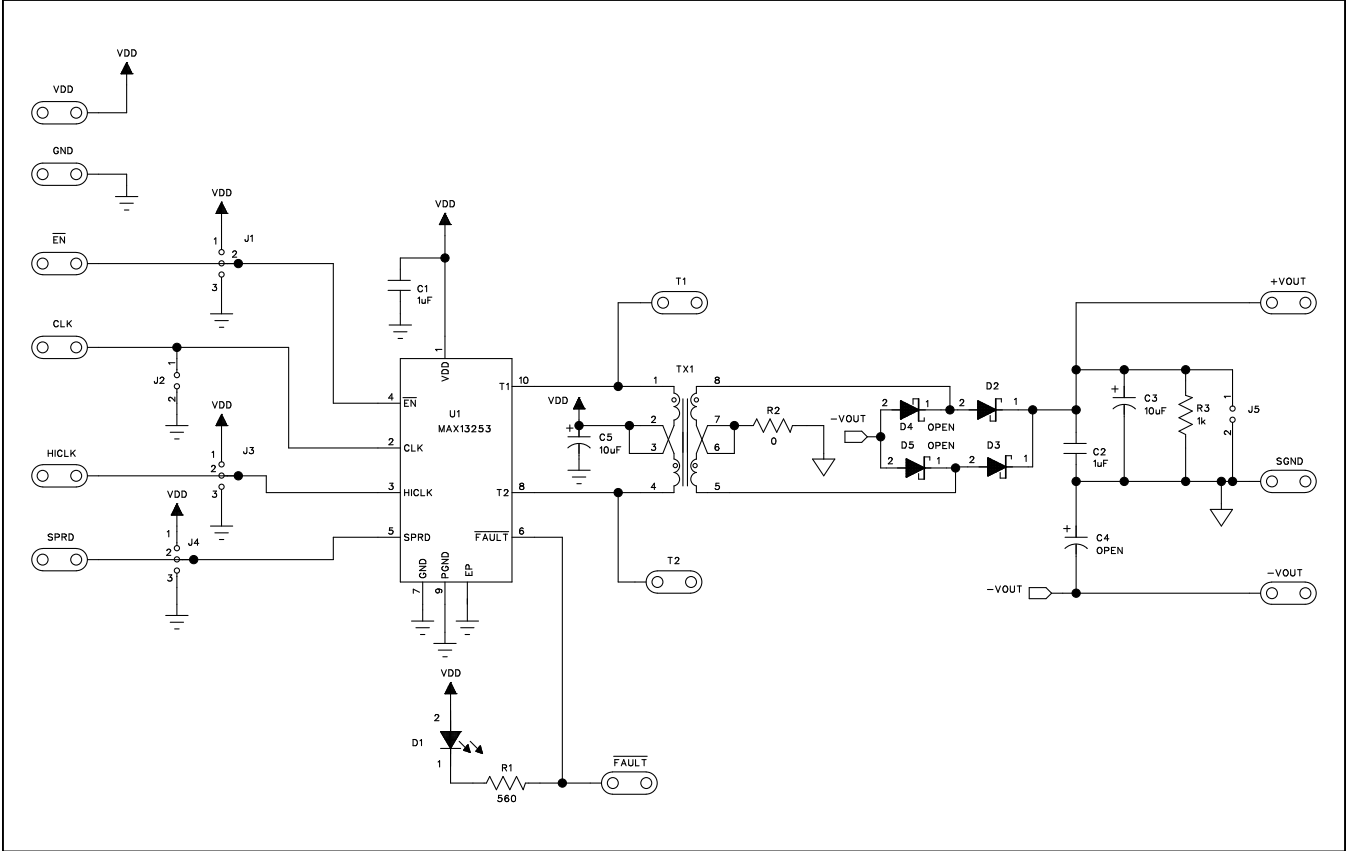 VDD
VDD
GND
VDD
J1
1
2
3
EN
VDD
C1
1uF
T1
+VOUT
CLK
J2
1
2
VDD
1
VDD
T1 10
4 EN
U1
MAX13253
2 CLK
VDD
J3
1
2
3
HICLK
3 HICLK
T2 8
VDD
J4
1
2
3
SPRD
5 SPRD
FAULT 6
GND
PGND
EP
7
9
VDD
+
C5
10uF
TX1
1
2
3
4
8
7
6
5
R2
0
-VOUT
2 1
D4
OPEN
2 D2 1
D5 OPEN
2 1
2 D3 1
+
C3
10uF
R3
1k
1
J5
2
C2
1uF
SGND
+
C4
OPEN
T2
-VOUT
-VOUT
VDD
2
D1
1
R1
560
FAULT